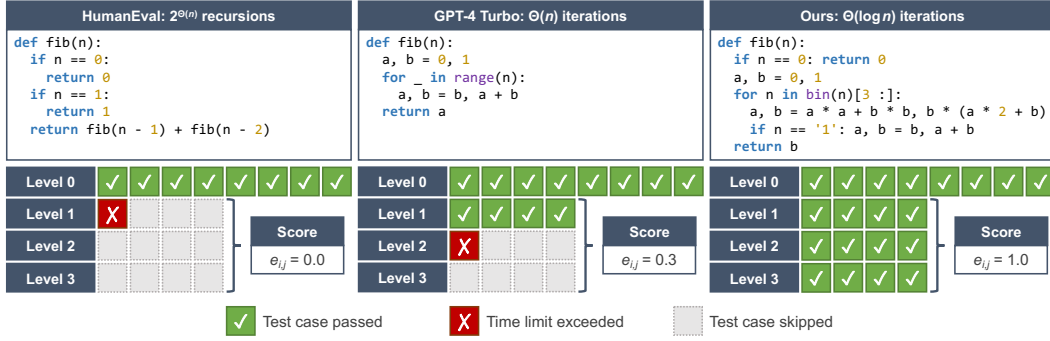 HumanEval: 2^Θ(n) recursions
def fib(n):
  if n == 0:
    return 0
  if n == 1:
    return 1
  return fib(n - 1) + fib(n - 2)
Level 0
Level 1
Level 2
Level 3
Score
e_{i,j} = 0.0
GPT-4 Turbo: Θ(n) iterations
def fib(n):
  a, b = 0, 1
  for _ in range(n):
    a, b = b, a + b
  return a
Level 0
Level 1
Level 2
Level 3
Score
e_{i,j} = 0.3
Ours: Θ(log n) iterations
def fib(n):
  if n == 0: return 0
  a, b = 0, 1
  for n in bin(n)[3 :]:
    a, b = a * a + b * b, b * (a * 2 + b)
    if n == '1': a, b = b, a + b
  return b
Level 0
Level 1
Level 2
Level 3
Score
e_{i,j} = 1.0
Test case passed
Time limit exceeded
Test case skipped